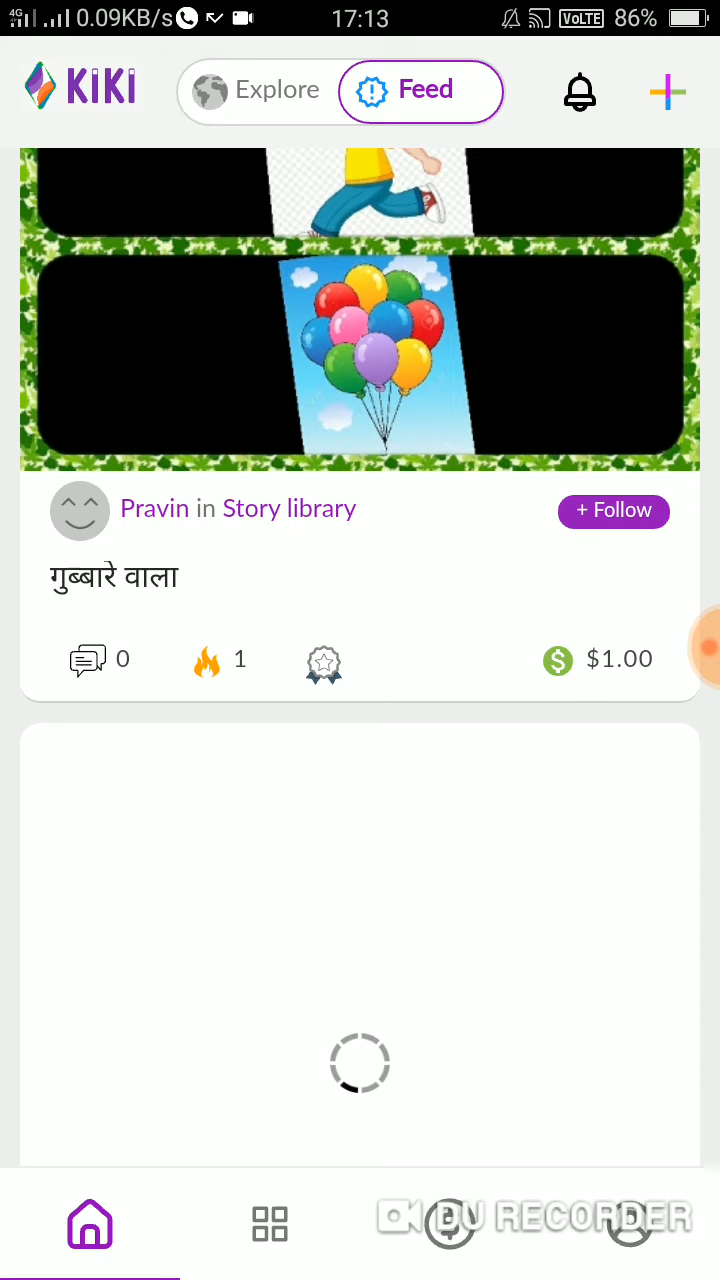 4G 0.09KB/s 17:13 VoLTE 86%
KIKI Explore Feed
Pravin in Story library + Follow
गुब्बारे वाला
0 1 $1.00
DU RECORDER